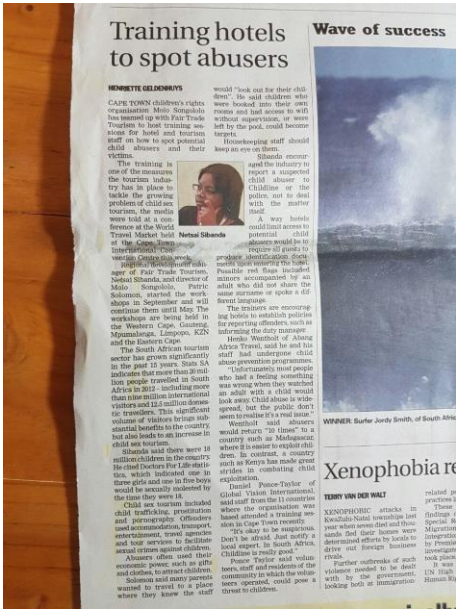 Training hotels
to spot abusers
HENRIETTE GELDENHUYS
CAPE TOWN children's rights
organisation Molo Songololo
has teamed up with Fair Trade
Tourism to host training ses-
sions for hotel and tourism
staff on how to spot potential
child abusers and their
victims.
The training is
one of the measures
the tourism indus-
try has in place to
tackle the growing
problem of child sex
tourism, the media
were told at a con-
ference at the World
Travel Market held
at the Cape Town
International Con-
vention Centre this week.
Regional development man-
ager of Fair Trade Tourism,
Netsai Sibanda, and director of
Molo Songololo, Patric
Solomon, started the work-
shops in September and will
continue them until May. The
workshops are being held in
the Western Cape, Gauteng,
Mpumalanga, Limpopo, KZN
and the Eastern Cape.
The South African tourism
sector has grown significantly
in the past 15 years. Stats SA
indicates that more than 20 mil-
lion people travelled in South
Africa in 2012 – including more
than nine million international
visitors and 12.5 million domes-
tic travellers. This significant
volume of visitors brings sub-
stantial benefits to the country,
but also leads to an increase in
child sex tourism.
Sibanda said there were 18
million children in the country.
He cited Doctors For Life statis-
tics, which indicated one in
three girls and one in five boys
would be sexually molested by
the time they were 18.
Child sex tourism included
child trafficking, prostitution
and pornography. Offenders
used accommodation, transport,
entertainment, travel agencies
and tour services to facilitate
sexual crimes against children.
Abusers often used their
economic power, such as gifts
and clothes, to attract children.
Solomon said many parents
wanted to travel to a place
where they knew the staff
would "look out for their chil-
dren". He said children who
were booked into their own
rooms and had access to wifi
without supervision, or were
left by the pool, could become
targets.
Housekeeping staff should
keep an eye on them.
Sibanda encour-
aged the industry to
report a suspected
child abuser to
Childline or the
police, not to deal
with the matter
itself.
A way hotels
could limit access to
potential child
abusers would be to
require all guests to
produce identification docu-
ments upon entering the hotel.
Possible red flags included
minors accompanied by an
adult who did not share the
same surname or spoke a dif-
ferent language.
The trainers are encourag-
ing hotels to establish policies
for reporting offenders, such as
informing the duty manager.
Henko Wentholt of Abang
Africa Travel, said he and his
staff had undergone child
abuse prevention programmes.
"Unfortunately, most people
who had a feeling something
was wrong when they watched
an adult with a child would
look away. Child abuse is wide-
spread, but the public don't
seem to realise it's a real issue."
Wentholt said abusers
would return "10 times" to a
country such as Madagascar,
where it is easier to exploit chil-
dren. In contrast, a country
such as Kenya has made great
strides in combating child
exploitation.
Daniel Ponce-Taylor of
Global Vision International,
said staff from the 11 countries
where the organisation was
based attended a training ses-
sion in Cape Town recently.
"It's okay to be suspicious.
Don't be afraid. Just notify a
local expert. In South Africa,
Childline is really good."
Ponce Taylor said volun-
teers, staff and residents of the
community in which the volun-
teers operated, could pose a
threat to children.
Netsai Sibanda
Wave of success
WINNER: Surfer Jordy Smith, of South Afric
Xenophobia re
TERRY VAN DER WALT
XENOPHOBIC attacks in
KwaZulu-Natal townships last
year when seven died and thou-
sands fled their homes were
determined efforts by locals to
drive out foreign business
rivals.
Further outbreaks of such
violence needed to be dealt
with by the government,
looking both at immigration
related pe
practices
These
findings
Special R
Migration
Integration
by Premie
investigate
took place
It was
UN High
Human Rig